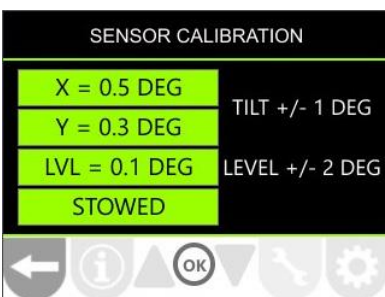 SENSOR CALIBRATION
X = 0.5 DEG
Y = 0.3 DEG
TILT +/- 1 DEG
LVL = 0.1 DEG
LEVEL +/- 2 DEG
STOWED
OK